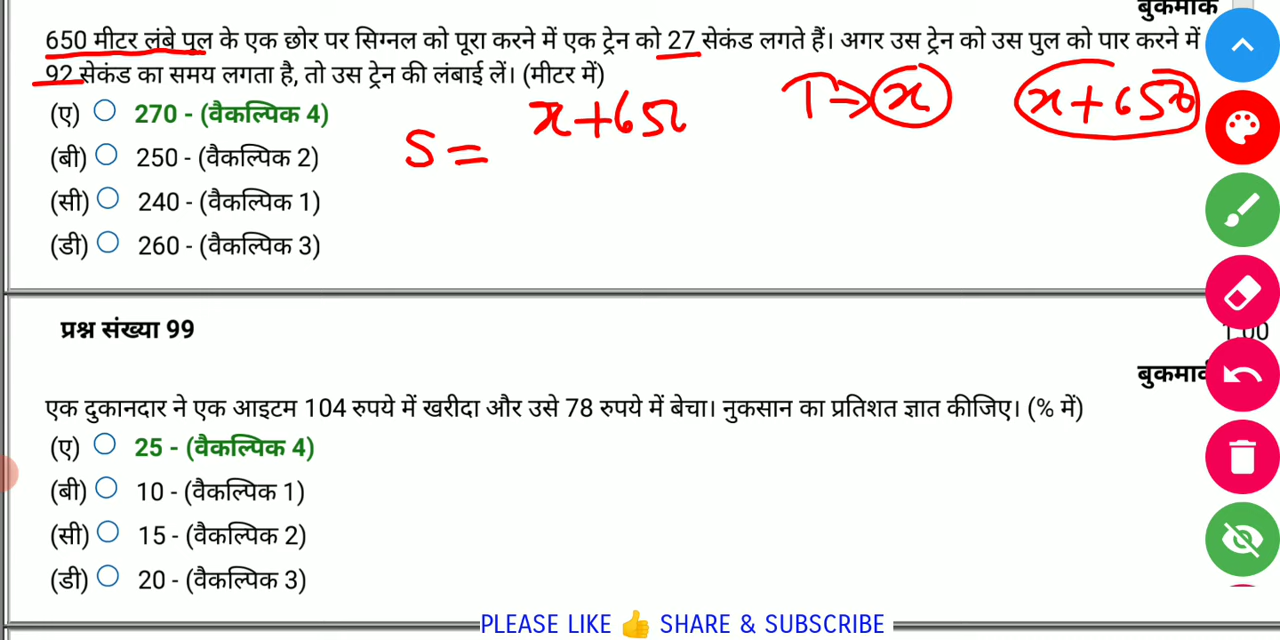 बुकमार्क
650 मीटर लंबे पुल के एक छोर पर सिग्नल को पूरा करने में एक ट्रेन को 27 सेकंड लगते हैं। अगर उस ट्रेन को उस पुल को पार करने में
92 सेकंड का समय लगता है, तो उस ट्रेन की लंबाई लें। (मीटर में)
T⇒ x x+650
(ए) 270 - (वैकल्पिक 4)
x+650
S =
(बी) 250 - (वैकल्पिक 2)
(सी) 240 - (वैकल्पिक 1)
(डी) 260 - (वैकल्पिक 3)
प्रश्न संख्या 99
1.00
एक दुकानदार ने एक आइटम 104 रुपये में खरीदा और उसे 78 रुपये में बेचा। नुकसान का प्रतिशत ज्ञात कीजिए। (% में)
(ए) 25 - (वैकल्पिक 4)
(बी) 10 - (वैकल्पिक 1)
(सी) 15 - (वैकल्पिक 2)
(डी) 20 - (वैकल्पिक 3)
PLEASE LIKE 👍 SHARE & SUBSCRIBE